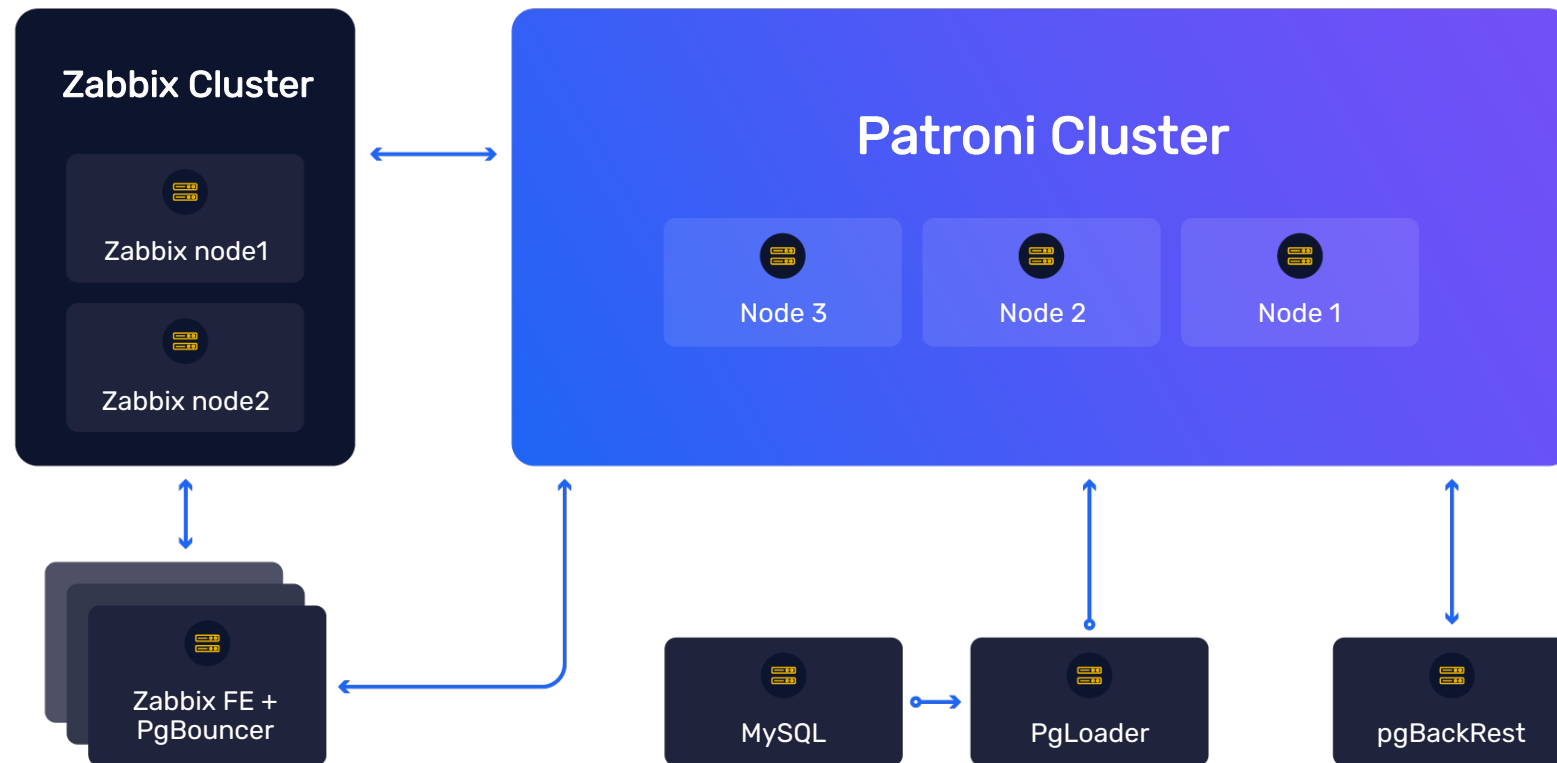 Zabbix Cluster
Zabbix node1
Zabbix node2
Patroni Cluster
Node 3
Node 2
Node 1
Zabbix FE +
PgBouncer
MySQL
PgLoader
pgBackRest